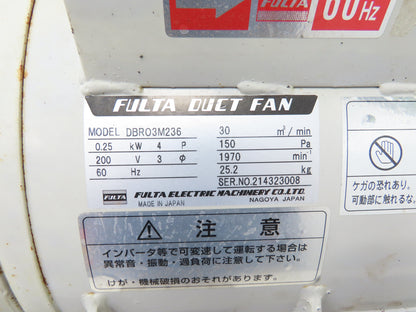 FULTA
60Hz
FULTA DUCT FAN
MODEL DBRO3M236 30 m³/min
0.25 kW 4 P 150 Pa
200 V 3 Φ 1970 min⁻¹
60 Hz 25.2 kg
SER.NO.214323008
FULTA FULTA ELECTRIC MACHINERY CO.,LTD.
MADE IN JAPAN NAGOYA JAPAN
注意
インバータ等で可変速して運転する場合は
異常音・振動・過負荷に注意して下さい。
けが・機械破損のおそれがあります。
ケガの恐れあり。
可動部に触れるな